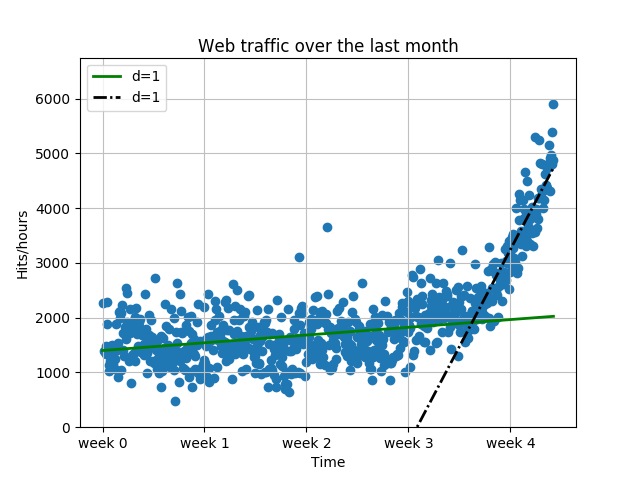 Web traffic over the last month
d=1
d=1
6000
5000
4000
3000
2000
1000
0
Hits/hours
week 0 week 1 week 2 week 3 week 4
Time